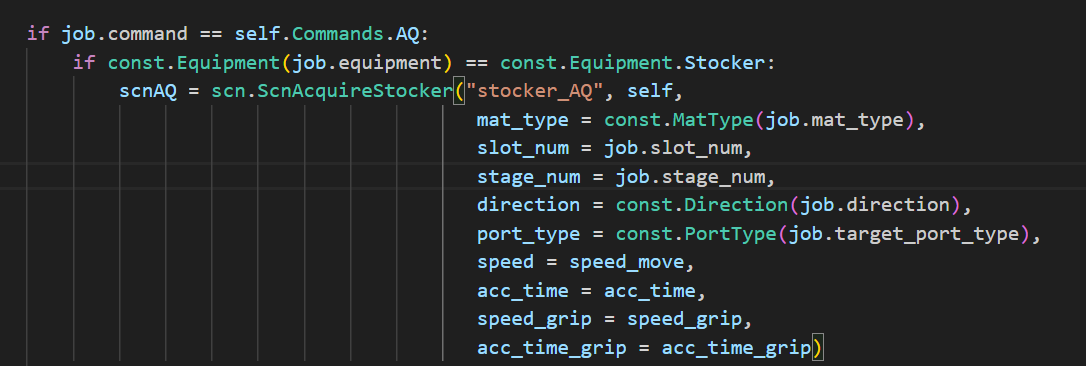 if job.command == self.Commands.AQ:
if const.Equipment(job.equipment) == const.Equipment.Stocker:
scnAQ = scn.ScnAcquireStocker("stocker_AQ", self,
mat_type = const.MatType(job.mat_type),
slot_num = job.slot_num,
stage_num = job.stage_num,
direction = const.Direction(job.direction),
port_type = const.PortType(job.target_port_type),
speed = speed_move,
acc_time = acc_time,
speed_grip = speed_grip,
acc_time_grip = acc_time_grip)